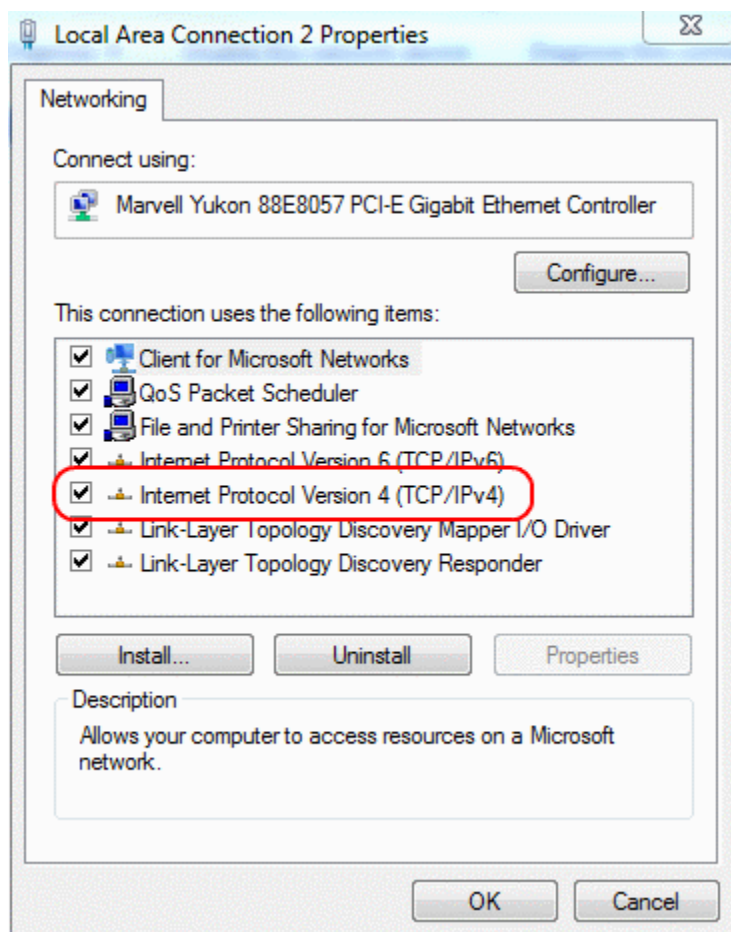 Local Area Connection 2 Properties
Networking
Connect using:
Marvell Yukon 88E8057 PCI-E Gigabit Ethernet Controller
Configure...
This connection uses the following items:
Client for Microsoft Networks
QoS Packet Scheduler
File and Printer Sharing for Microsoft Networks
Internet Protocol Version 6 (TCP/IPv6)
Internet Protocol Version 4 (TCP/IPv4)
Link-Layer Topology Discovery Mapper I/O Driver
Link-Layer Topology Discovery Responder
Install... Uninstall Properties
Description
Allows your computer to access resources on a Microsoft
network.
OK Cancel